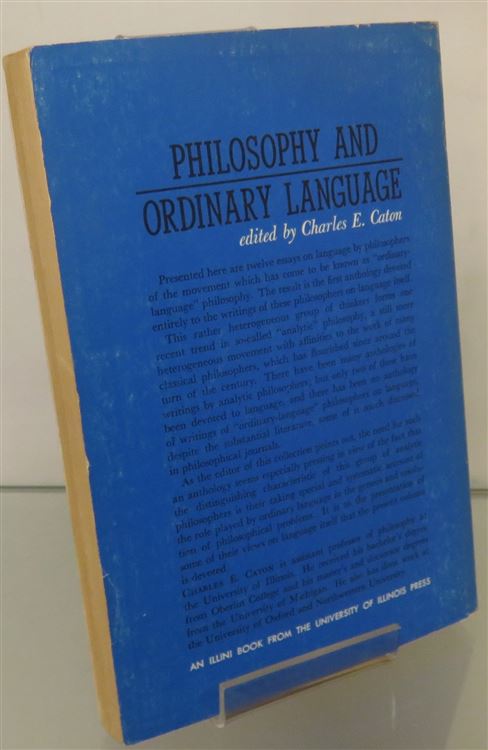 PHILOSOPHY AND
ORDINARY LANGUAGE
edited by Charles E. Caton
Presented here are twelve essays on language by philosophers
of the movement which has come to be known as "ordinary-
language" philosophy. The result is the first anthology devoted
entirely to the writings of these philosophers on language itself.
This rather heterogeneous group of thinkers forms one
recent trend in so-called "analytic" philosophy, a still more
heterogeneous movement with affinities to the work of many
classical philosophers, which has flourished since around the
turn of the century. There have been many anthologies of
writings by analytic philosophers; but only two of these have
been devoted to language, and there has been no anthology
of writings of "ordinary-language" philosophers on language,
despite the substantial literature, some of it much discussed
in philosophical journals.
As the editor of this collection points out, the need for such
an anthology seems especially pressing in view of the fact that
the distinguishing characteristic of this group of analytic
philosophers is their taking special and systematic account of
the role played by ordinary language in the genesis and resolu-
tion of philosophical problems. It is to the presentation of
some of their views on language itself that the present volume
is devoted.
CHARLES E. CATON is assistant professor of philosophy at
the University of Illinois. He received his bachelor's degree
from Oberlin College and his master's and doctorate degrees
from the University of Michigan. He also has done work at
the University of Oxford and Northwestern University.
AN ILLINI BOOK FROM THE UNIVERSITY OF ILLINOIS PRESS